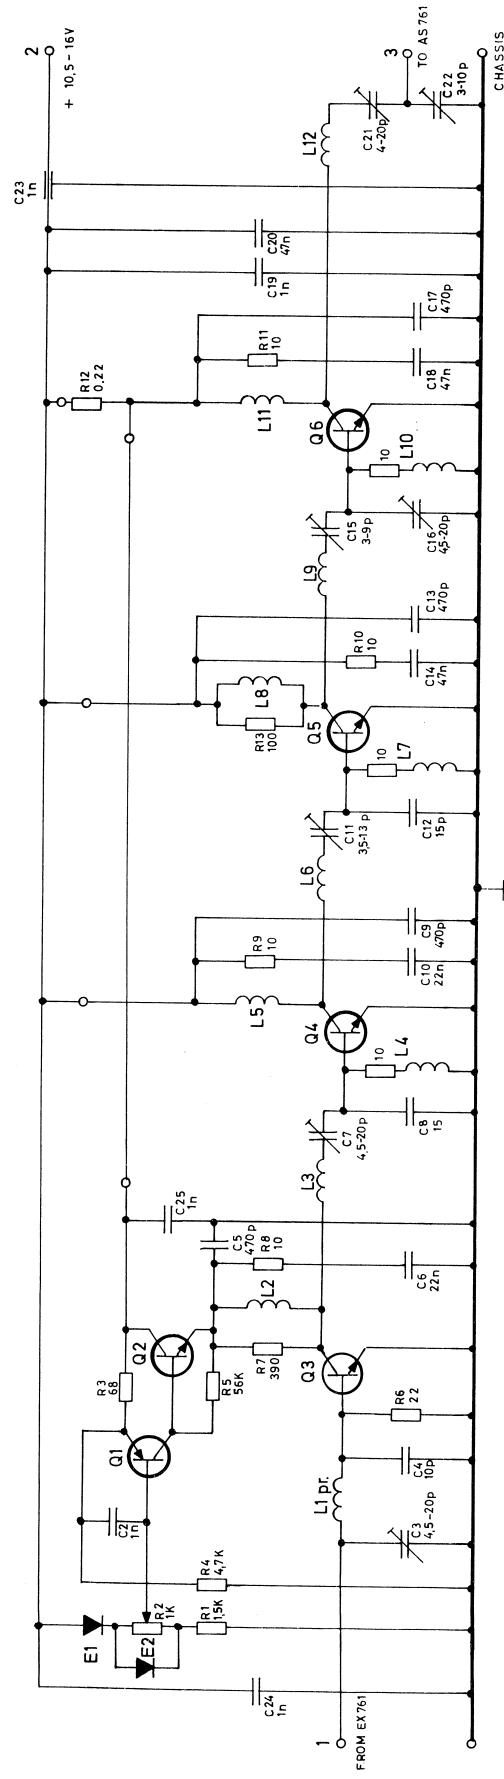 2
+ 10,5–16V
C23
1n
3
TO AS 761
C22
3-10p
CHASSIS
C21
4-20p
L12
C20
47n
C19
1n
C17
470p
R11
10
C18
47n
R12
0,22
L11
Q6
10
L10
C15
3-9p
C16
4,5-20p
L9
C13
470p
R10
10
C14
47n
L8
R13
100
Q5
10
L7
C11
3,5-13p
C12
15p
L6
C9
470p
R9
10
C10
22n
L5
Q4
10
L4
C7
4,5-20p
C8
15
L3
C25
1n
C5
470p
R8
10
C6
22n
L2
Q2
R7
390
Q3
R3
68
R5
56K
R6
22
Q1
C4
10p
L1 pr.
C2
1n
C3
4,5-20p
R4
4,7K
R2
1K
R1
1,5K
E1
E2
C24
1n
1
FROM EX761